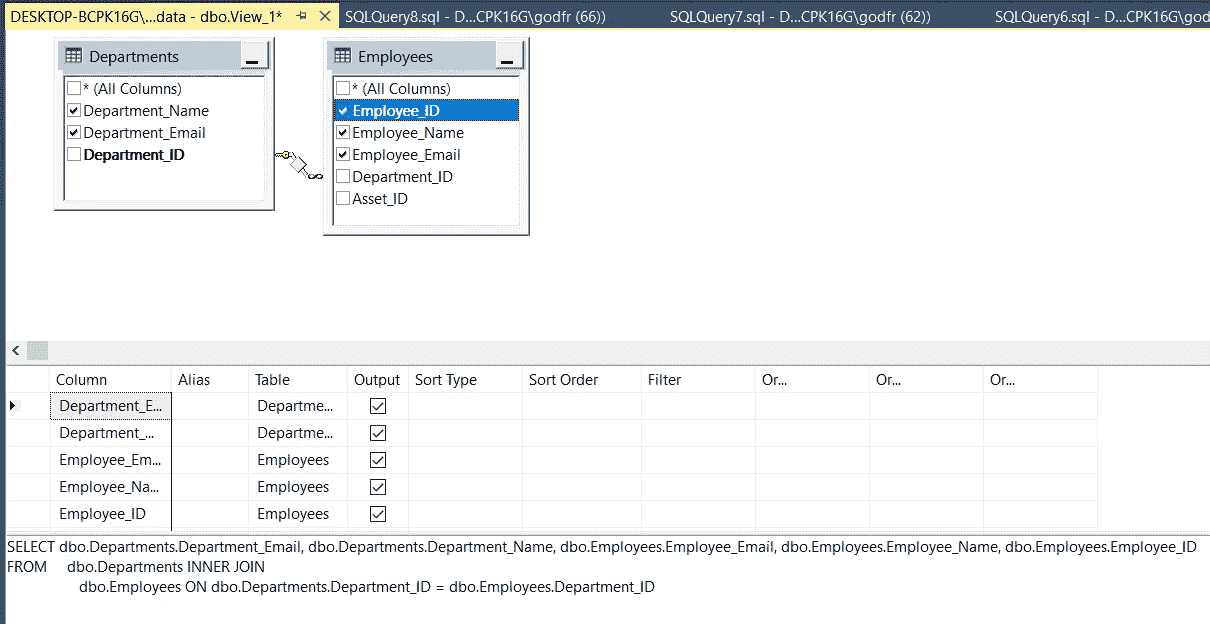 DESKTOP-BCPK16G\...data - dbo.View_1* SQLQuery8.sql - D...CPK16G\godfr (66)) SQLQuery7.sql - D...CPK16G\godfr (62)) SQLQuery6.sql - D...CPK16G\god
Departments
* (All Columns)
Department_Name
Department_Email
Department_ID
Employees
* (All Columns)
Employee_ID
Employee_Name
Employee_Email
Department_ID
Asset_ID
Column Alias Table Output Sort Type Sort Order Filter Or... Or... Or...
Department_E... Departme...
Department_... Departme...
Employee_Em... Employees
Employee_Na... Employees
Employee_ID Employees
SELECT dbo.Departments.Department_Email, dbo.Departments.Department_Name, dbo.Employees.Employee_Email, dbo.Employees.Employee_Name, dbo.Employees.Employee_ID
FROM dbo.Departments INNER JOIN
dbo.Employees ON dbo.Departments.Department_ID = dbo.Employees.Department_ID